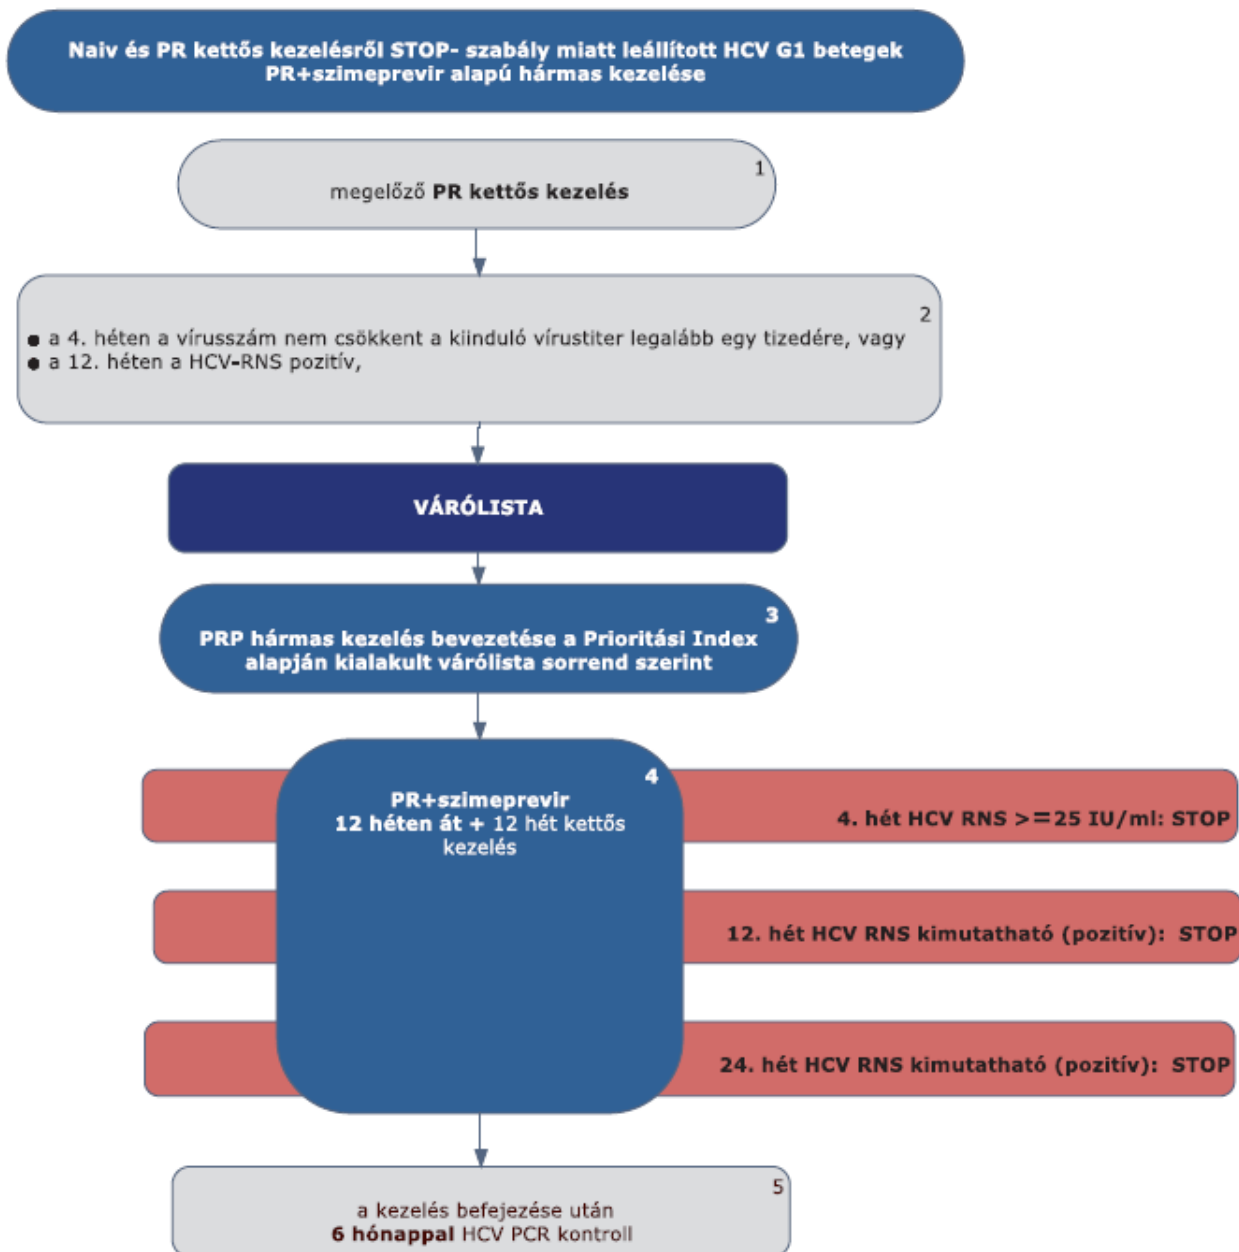 Naiv és PR kettős kezelésről STOP- szabály miatt leállított HCV G1 betegek
PR+szimeprevir alapú hármas kezelése
1
megelőző PR kettős kezelés
2
● a 4. héten a vírusszám nem csökkent a kiinduló vírustiter legalább egy tizedére, vagy
● a 12. héten a HCV-RNS pozitív,
VÁRÓLISTA
3
PRP hármas kezelés bevezetése a Prioritási Index
alapján kialakult várólista sorrend szerint
4
PR+szimeprevir
12 héten át + 12 hét kettős
kezelés
4. hét HCV RNS >=25 IU/ml: STOP
12. hét HCV RNS kimutatható (pozitív): STOP
24. hét HCV RNS kimutatható (pozitív): STOP
5
a kezelés befejezése után
6 hónappal HCV PCR kontroll